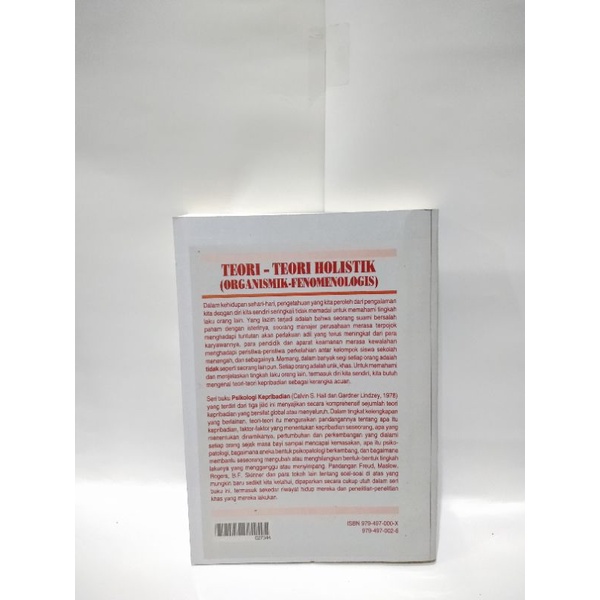 TEORI - TEORI HOLISTIK
(ORGANISMIK-FENOMENOLOGIS)
Dalam kehidupan sehari-hari, pengetahuan yang kita peroleh dari pengalaman
kita dengan diri kita sendiri seringkali tidak memadai untuk memahami tingkah
laku orang lain. Yang lazim terjadi adalah bahwa seorang suami bersalah
paham dengan isterinya, seorang manajer perusahaan merasa terpojok
menghadapi tuntutan akan perlakuan adil yang terus meningkat dari para
karyawannya, para pendidik dan aparat keamanan merasa kewalahan
menghadapi peristiwa-peristiwa perkelahian antar kelompok siswa sekolah
menengah, dan sebagainya. Memang, dalam banyak segi setiap orang adalah
tidak seperti seorang lainnya. Setiap orang adalah unik, khas. Untuk memahami
dan menjelaskan tingkah laku orang lain, termasuk diri kita sendiri, kita butuh
mengenal teori-teori kepribadian sebagai kerangka acuan.
Seri buku Psikologi Kepribadian (Calvin S. Hall dan Gardner Lindzey, 1978)
yang terdiri dari tiga jilid ini menyajikan secara komprehensif sejumlah teori
kepribadian yang bersifat global atau menyeluruh. Dalam tingkat kelengkapan
yang berlainan, teori-teori itu menguraikan pandangannya tentang apa itu
kepribadian, faktor-faktor yang menentukan kepribadian seseorang, apa yang
menentukan dinamikanya, pertumbuhan dan perkembangan yang dialami
setiap orang sejak masa bayi sampai mencapai kemasakan, apa itu psiko-
patologi, bagaimana aneka bentuk psikopatologi berkembang, dan bagaimana
membantu seseorang mengubah atau menghilangkan bentuk-bentuk tingkah
lakunya yang mengganggu atau menyimpang. Pandangan Freud, Maslow,
Rogers, B.F. Skinner dan para tokoh lain tentang soal-soal di atas yang
mungkin baru sedikit kita ketahui, dipaparkan secara cukup utuh dalam seri
buku ini, termasuk sekedar riwayat hidup mereka dan penelitian-penelitian
khas yang mereka lakukan.
ISBN 979-497-000-X
979-497-002-6
027344